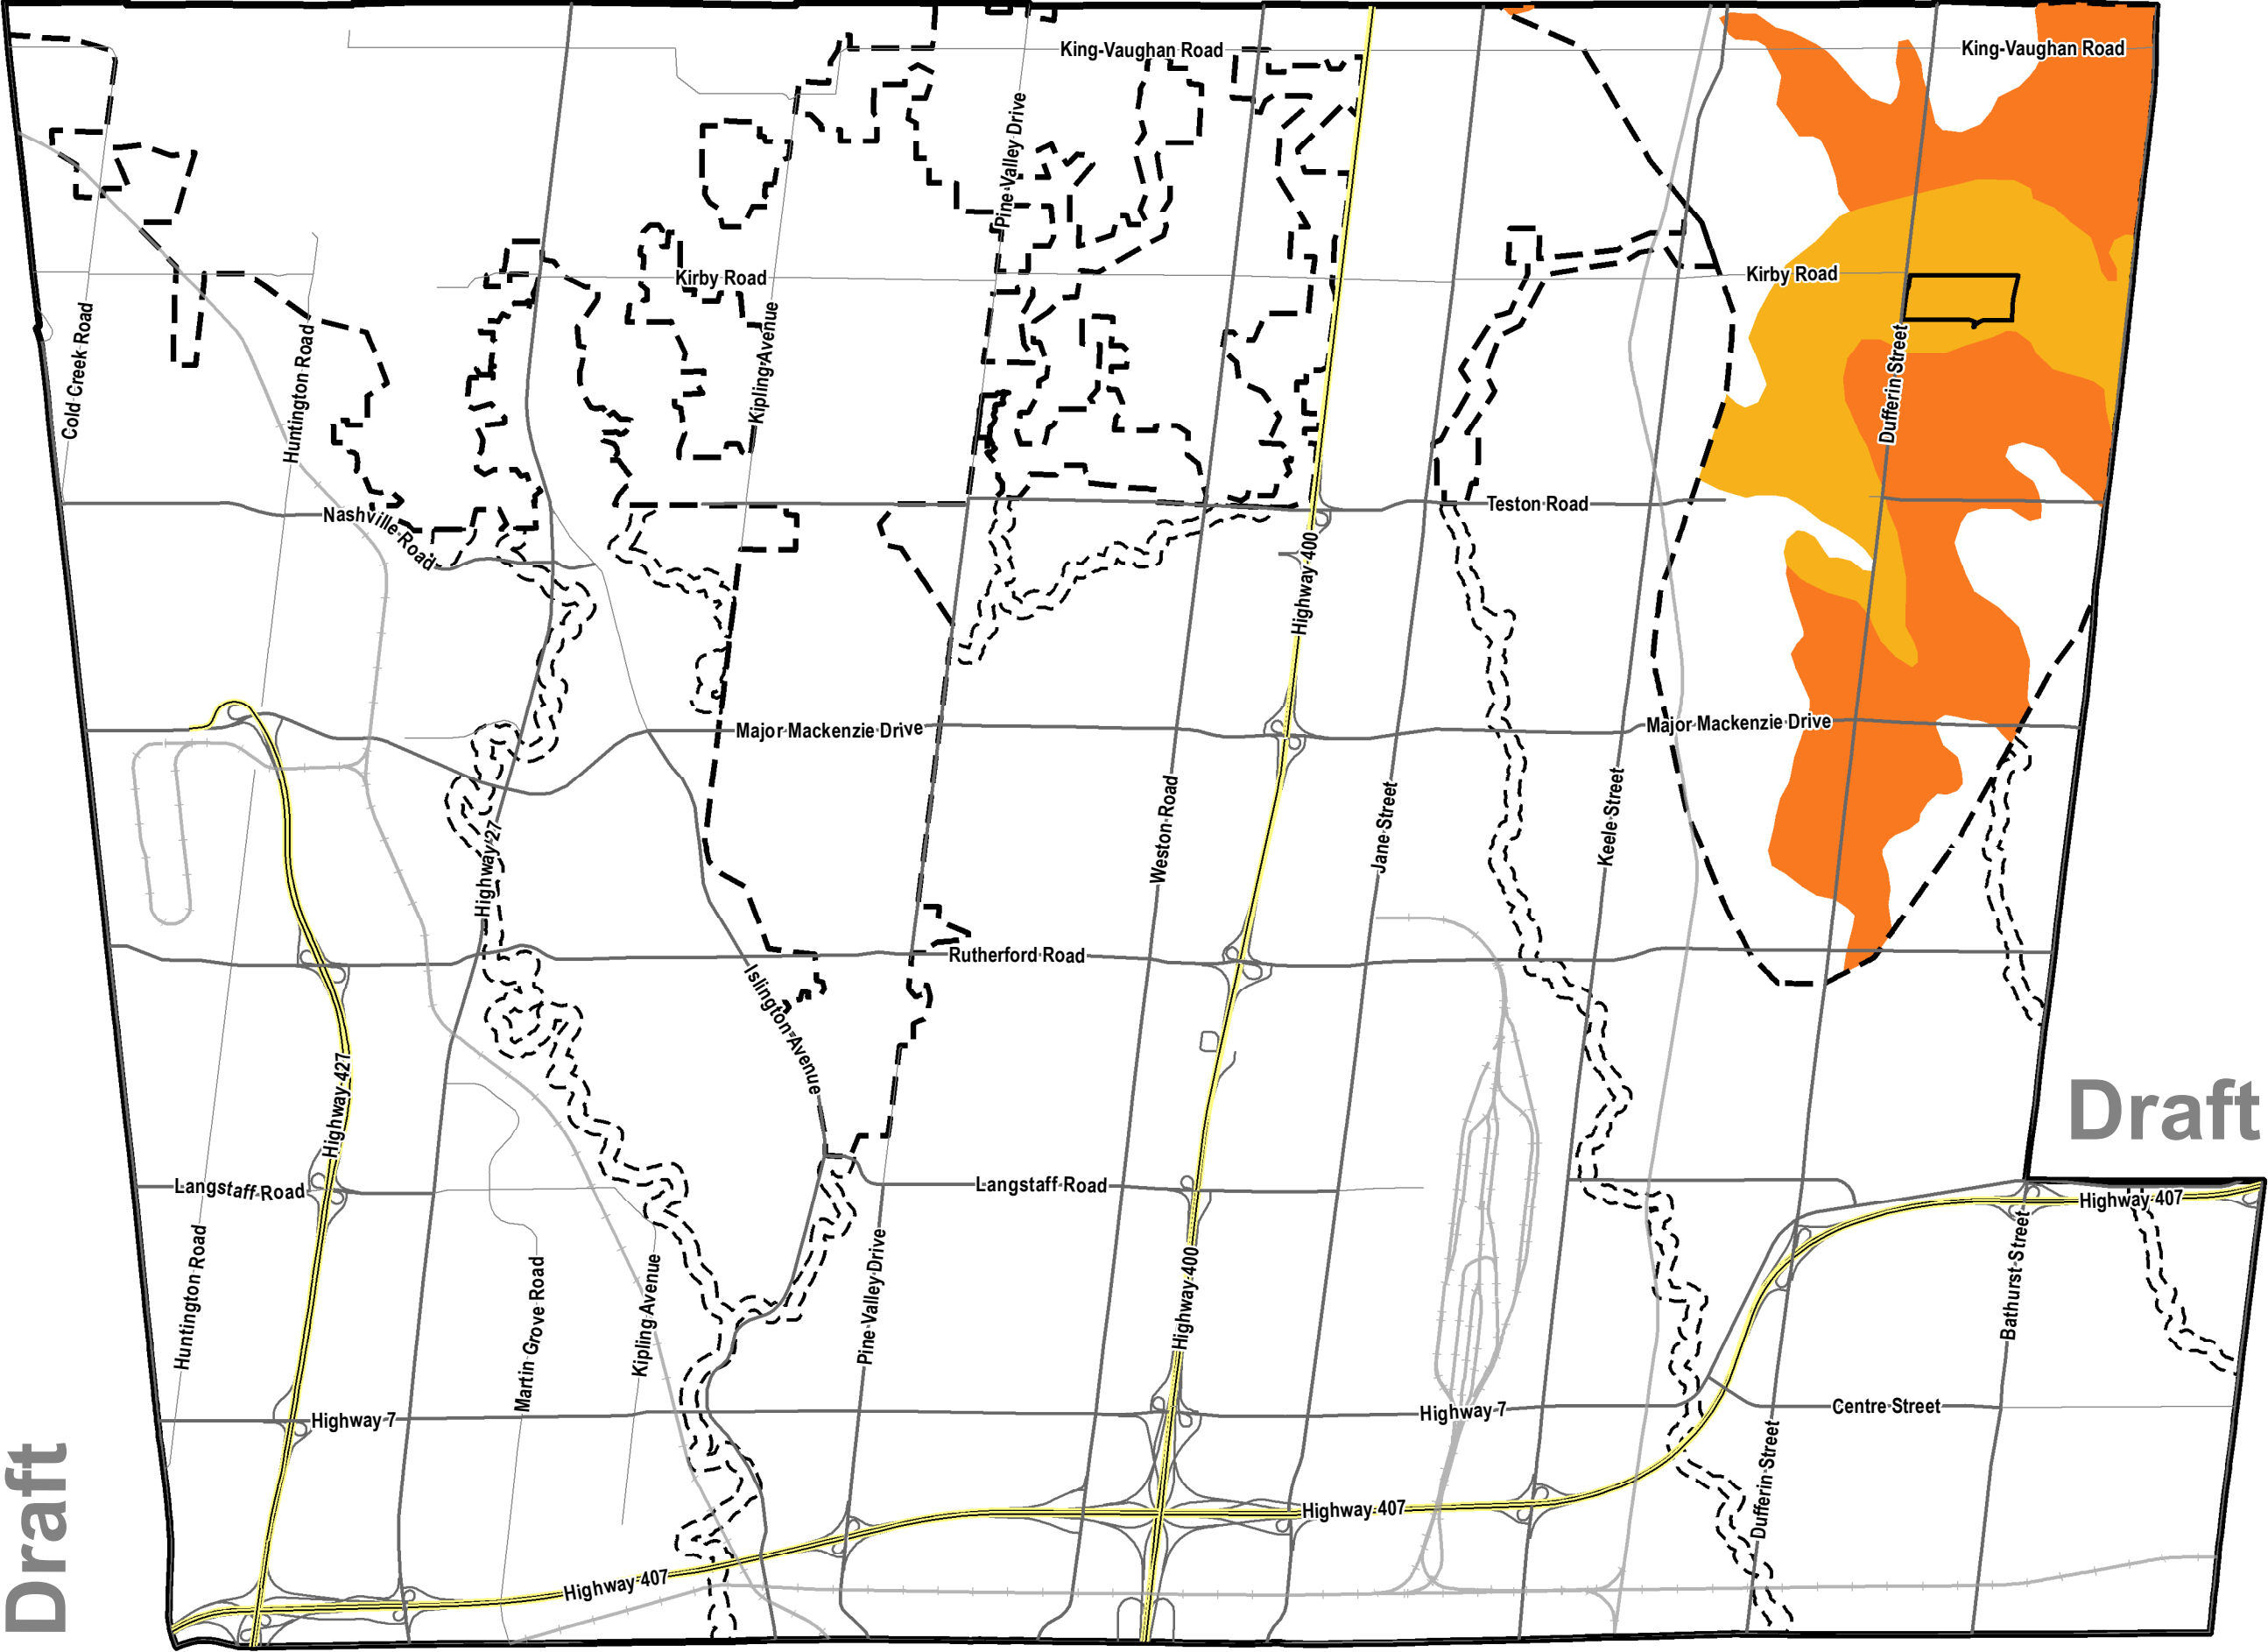 King-Vaughan Road
King-Vaughan Road
Pine Valley Drive
Kirby Road
Kirby Road
Cold Creek Road
Huntington Road
Kipling Avenue
Dufferin Street
Nashville Road
Teston Road
Highway 400
Major Mackenzie Drive
Major Mackenzie Drive
Highway 27
Weston Road
Jane Street
Keele Street
Rutherford Road
Islington Avenue
Highway 427
Draft
Langstaff Road
Langstaff Road
Highway 407
Huntington Road
Martin Grove Road
Kipling Avenue
Pine Valley Drive
Highway 400
Bathurst Street
Highway 7
Highway 7
Centre Street
Dufferin Street
Draft
Highway 407
Highway 407